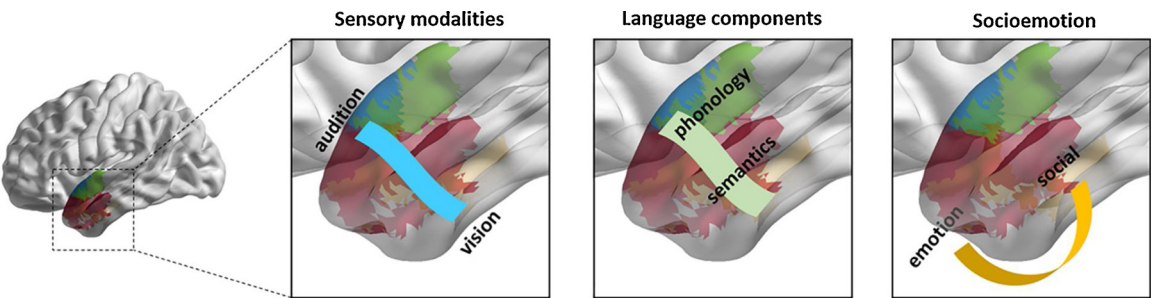 Sensory modalities
Language components
Socioemotion
audition
vision
phonology
semantics
social
emotion